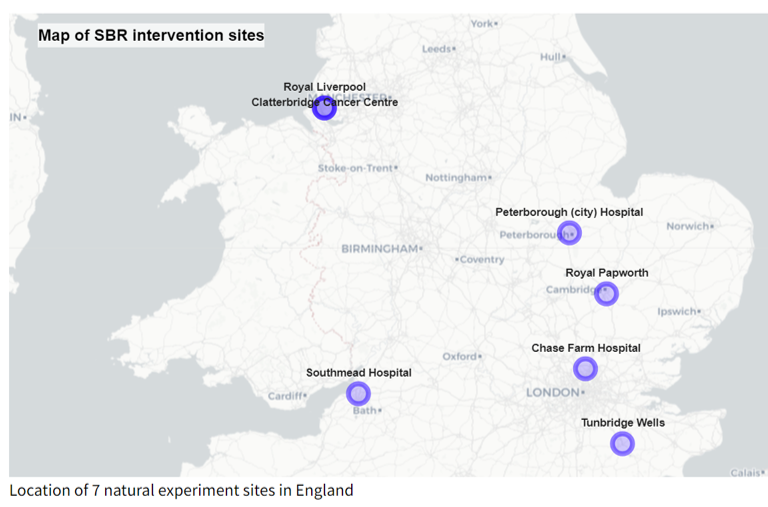 Map of SBR intervention sites
York
Leeds
Hull
Royal Liverpool
MANCHESTER
Clatterbridge Cancer Centre
IN
Stoke-on-Trent
Nottingham
Peterborough (city) Hospital
Norwich
Peterborough
BIRMINGHAM
Coventry
Royal Papworth
Cambridge
Ipswich
Chase Farm Hospital
Oxford
Southmead Hospital
LONDON
Cardiff
Bath
Tunbridge Wells
Calais
Location of 7 natural experiment sites in England